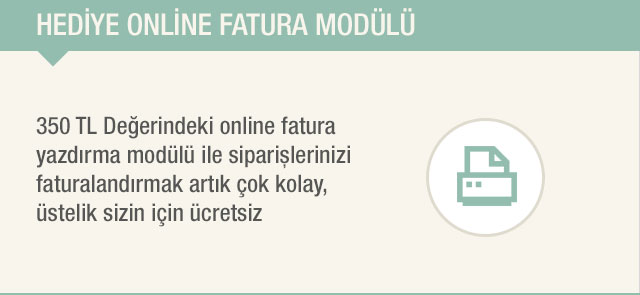 HEDİYE ONLİNE FATURA MODÜLÜ
350 TL Değerindeki online fatura
yazdırma modülü ile siparişlerinizi
faturalandırmak artık çok kolay,
üstelik sizin için ücretsiz